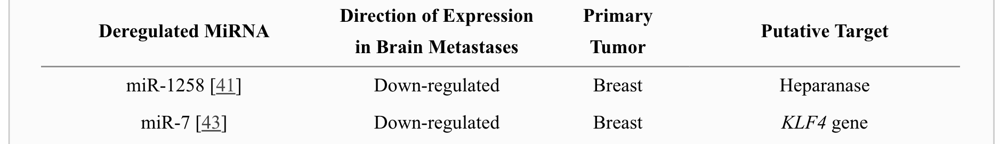 Deregulated MiRNA
Direction of Expression
in Brain Metastases
Primary
Tumor
Putative Target
miR-1258 [41] Down-regulated Breast Heparanase
miR-7 [43] Down-regulated Breast KLF4 gene